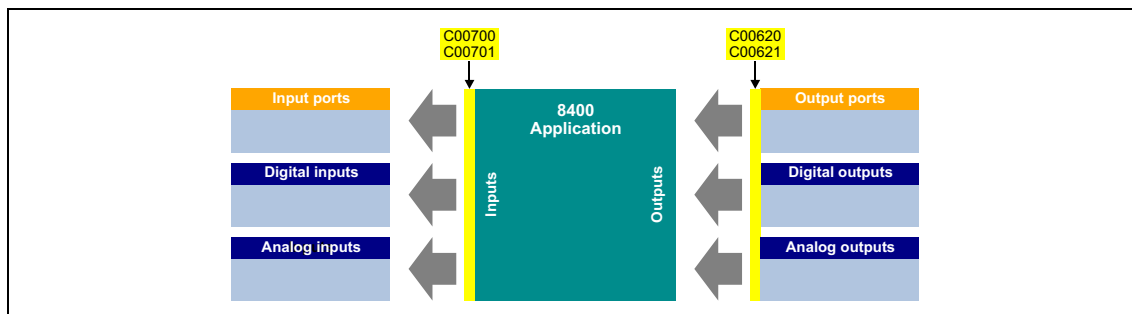 C00700
C00701
C00620
C00621
Input ports
8400
Application
Output ports
Digital inputs
Inputs
Outputs
Digital outputs
Analog inputs
Analog outputs